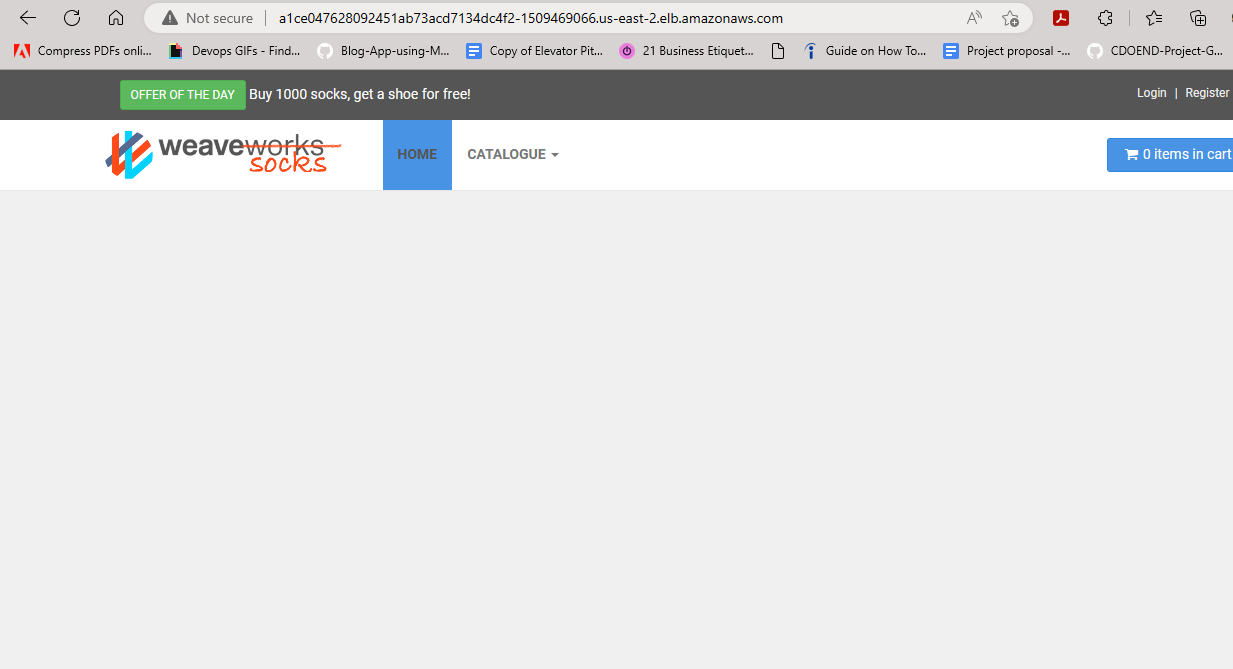 Not secure a1ce047628092451ab73acd7134dc4f2-1509469066.us-east-2.elb.amazonaws.com
Compress PDFs onli... Devops GIFs - Find... Blog-App-using-M... Copy of Elevator Pit... 21 Business Etiquet... Guide on How To... Project proposal -... CDOEND-Project-G...
OFFER OF THE DAY Buy 1000 socks, get a shoe for free! Login | Register
weaveworks
socks
HOME CATALOGUE 0 items in cart